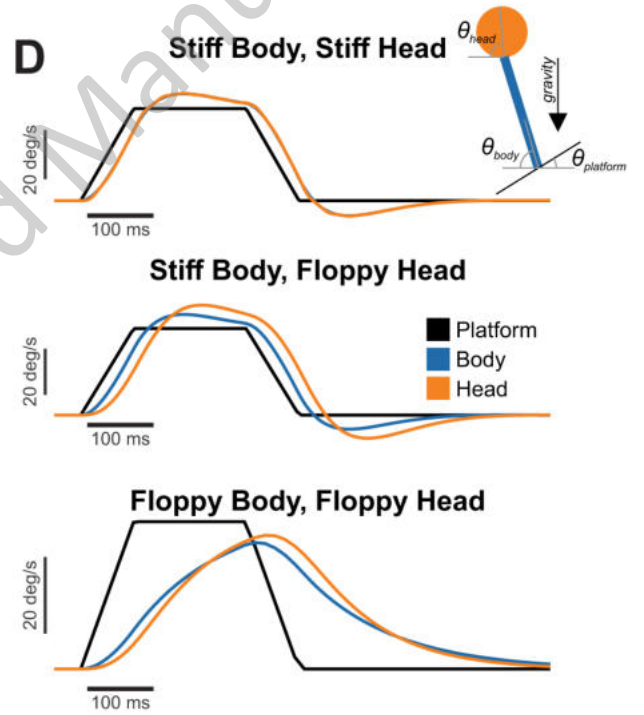 D
Stiff Body, Stiff Head
θhead
gravity
θbody
θplatform
20 deg/s
100 ms
Stiff Body, Floppy Head
Platform
Body
Head
20 deg/s
100 ms
Floppy Body, Floppy Head
20 deg/s
100 ms
d Manu